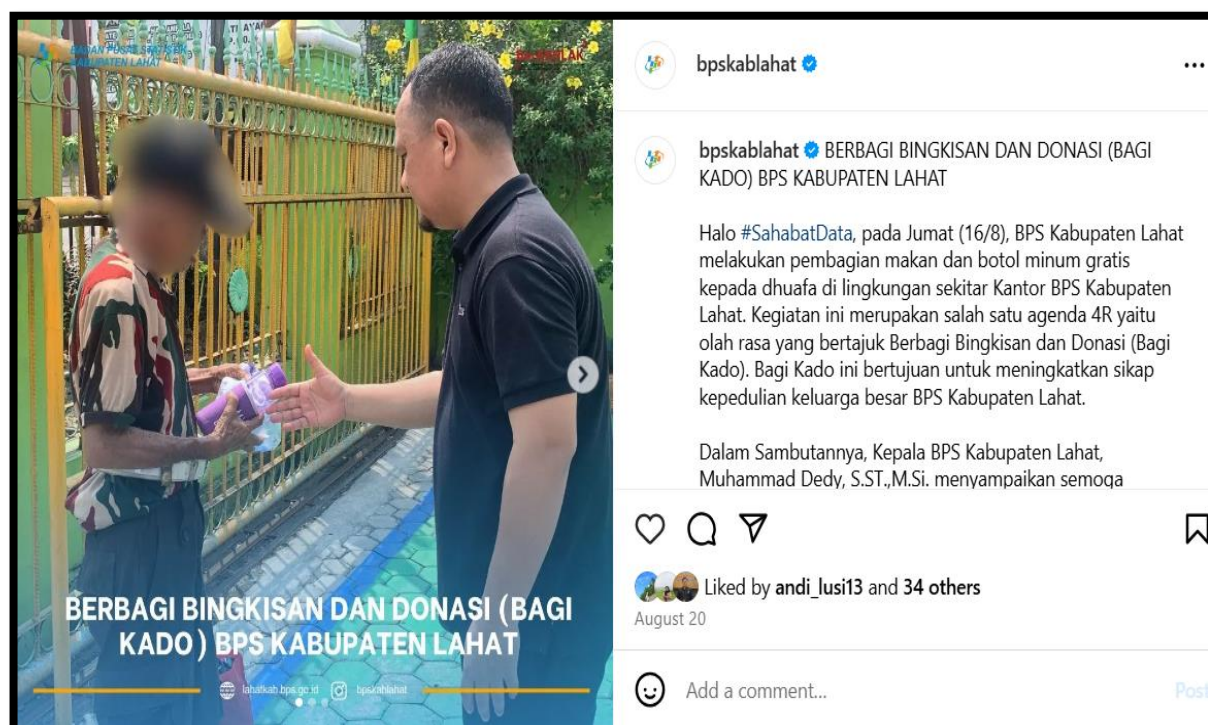 BADAN PUSAT STATISTIK
KABUPATEN LAHAT
BERBAGI BINGKISAN DAN DONASI (BAGI
KADO) BPS KABUPATEN LAHAT
lahatkab.bps.go.id bpskablahat
bpskablahat
bpskablahat BERBAGI BINGKISAN DAN DONASI (BAGI
KADO) BPS KABUPATEN LAHAT
Halo #SahabatData, pada Jumat (16/8), BPS Kabupaten Lahat
melakukan pembagian makan dan botol minum gratis
kepada dhuafa di lingkungan sekitar Kantor BPS Kabupaten
Lahat. Kegiatan ini merupakan salah satu agenda 4R yaitu
olah rasa yang bertajuk Berbagi Bingkisan dan Donasi (Bagi
Kado). Bagi Kado ini bertujuan untuk meningkatkan sikap
kepedulian keluarga besar BPS Kabupaten Lahat.
Dalam Sambutannya, Kepala BPS Kabupaten Lahat,
Muhammad Dedy, S.ST.,M.Si. menyampaikan semoga
Liked by andi_lusi13 and 34 others
August 20
Add a comment...
Post